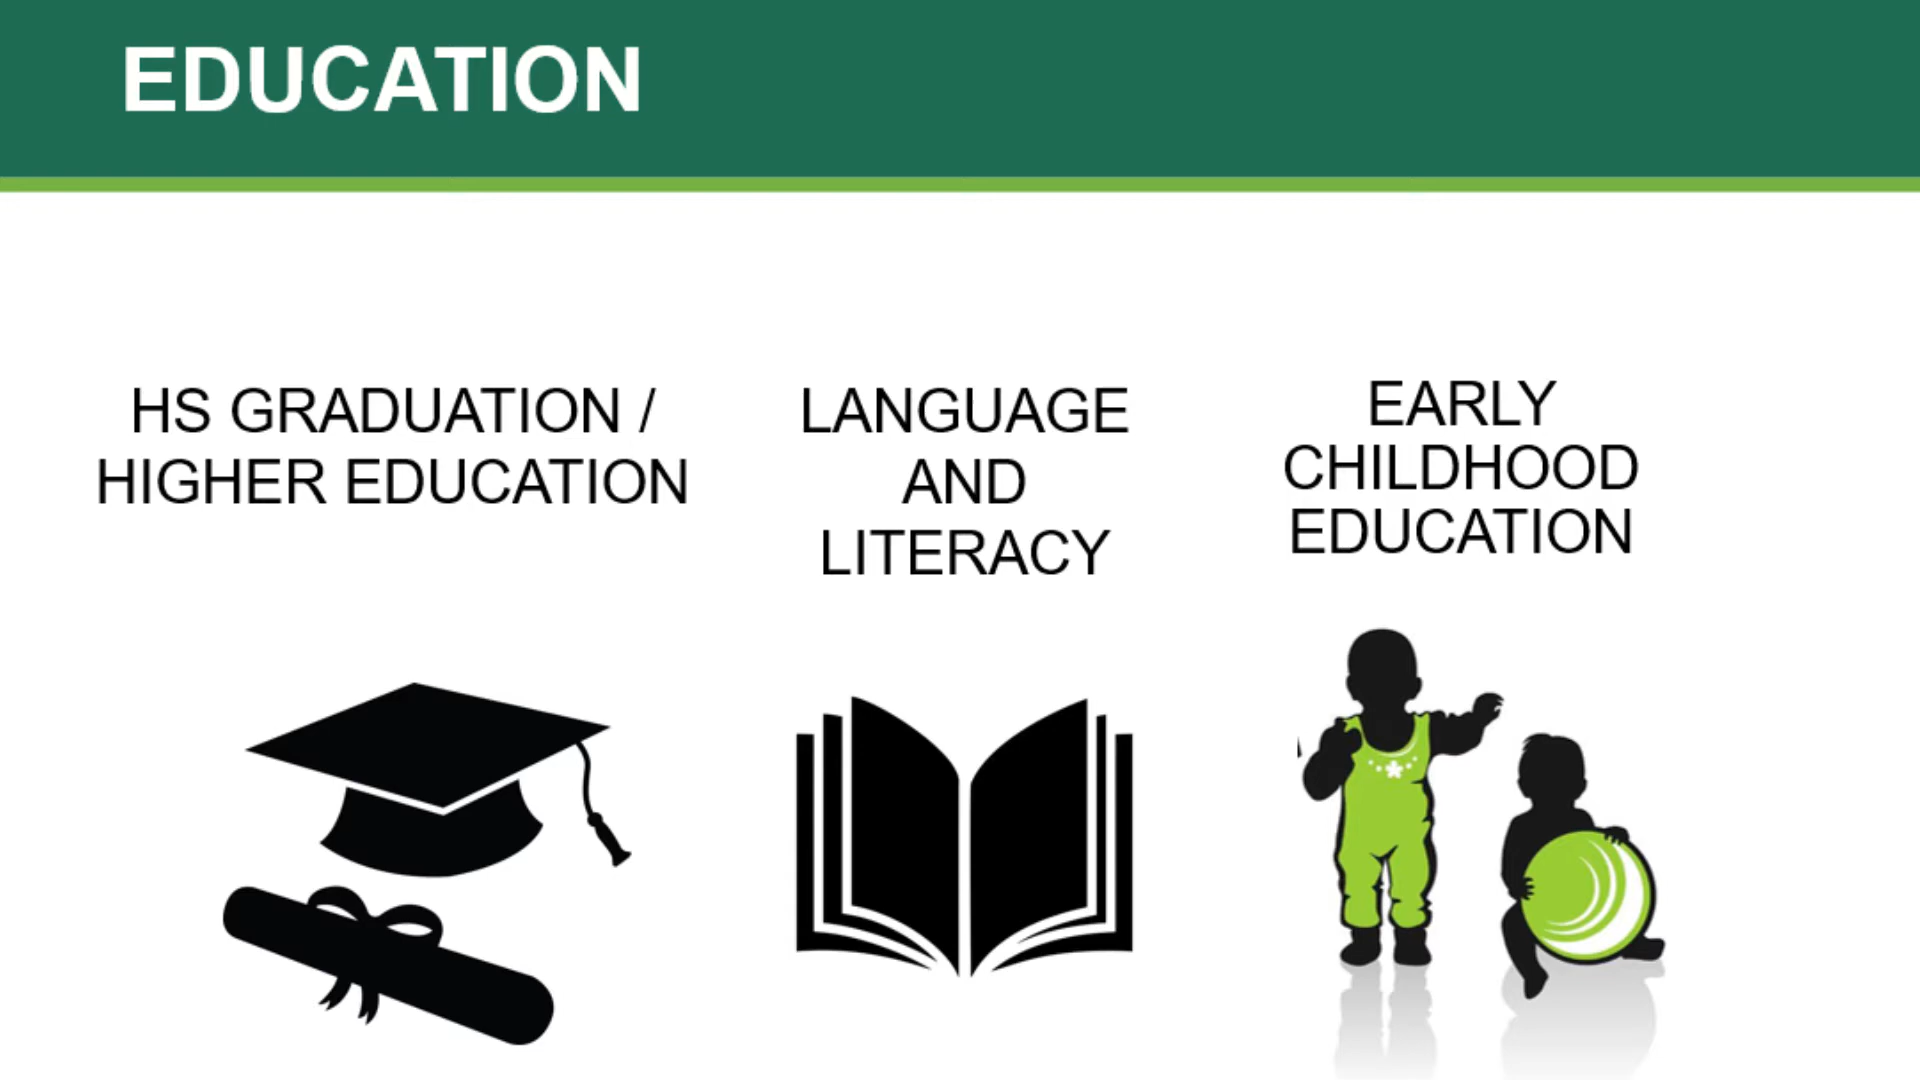 EDUCATION
HS GRADUATION /
HIGHER EDUCATION
LANGUAGE
AND
LITERACY
EARLY
CHILDHOOD
EDUCATION